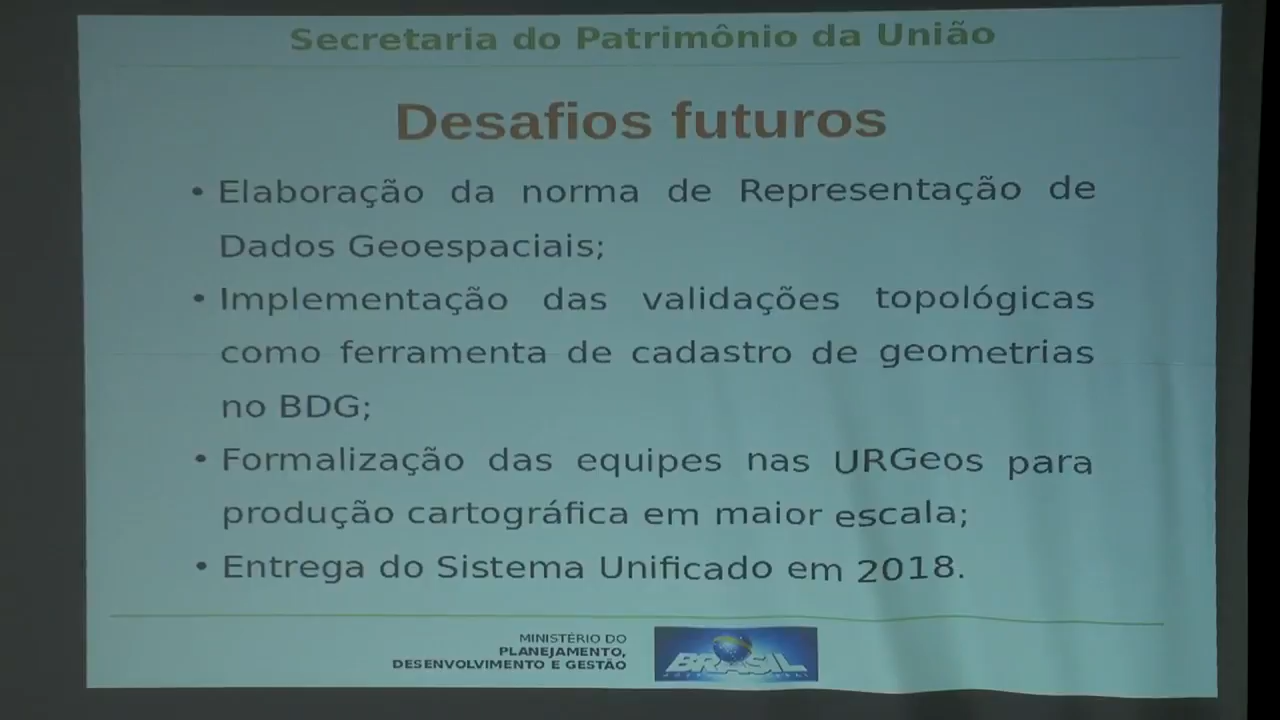 Secretaria do Patrimônio da União
Desafios futuros
• Elaboração da norma de Representação de
Dados Geoespaciais;
• Implementação das validações topológicas
como ferramenta de cadastro de geometrias
no BDG;
• Formalização das equipes nas URGeos para
produção cartográfica em maior escala;
• Entrega do Sistema Unificado em 2018.
MINISTÉRIO DO
PLANEJAMENTO,
DESENVOLVIMENTO E GESTÃO
BRASIL